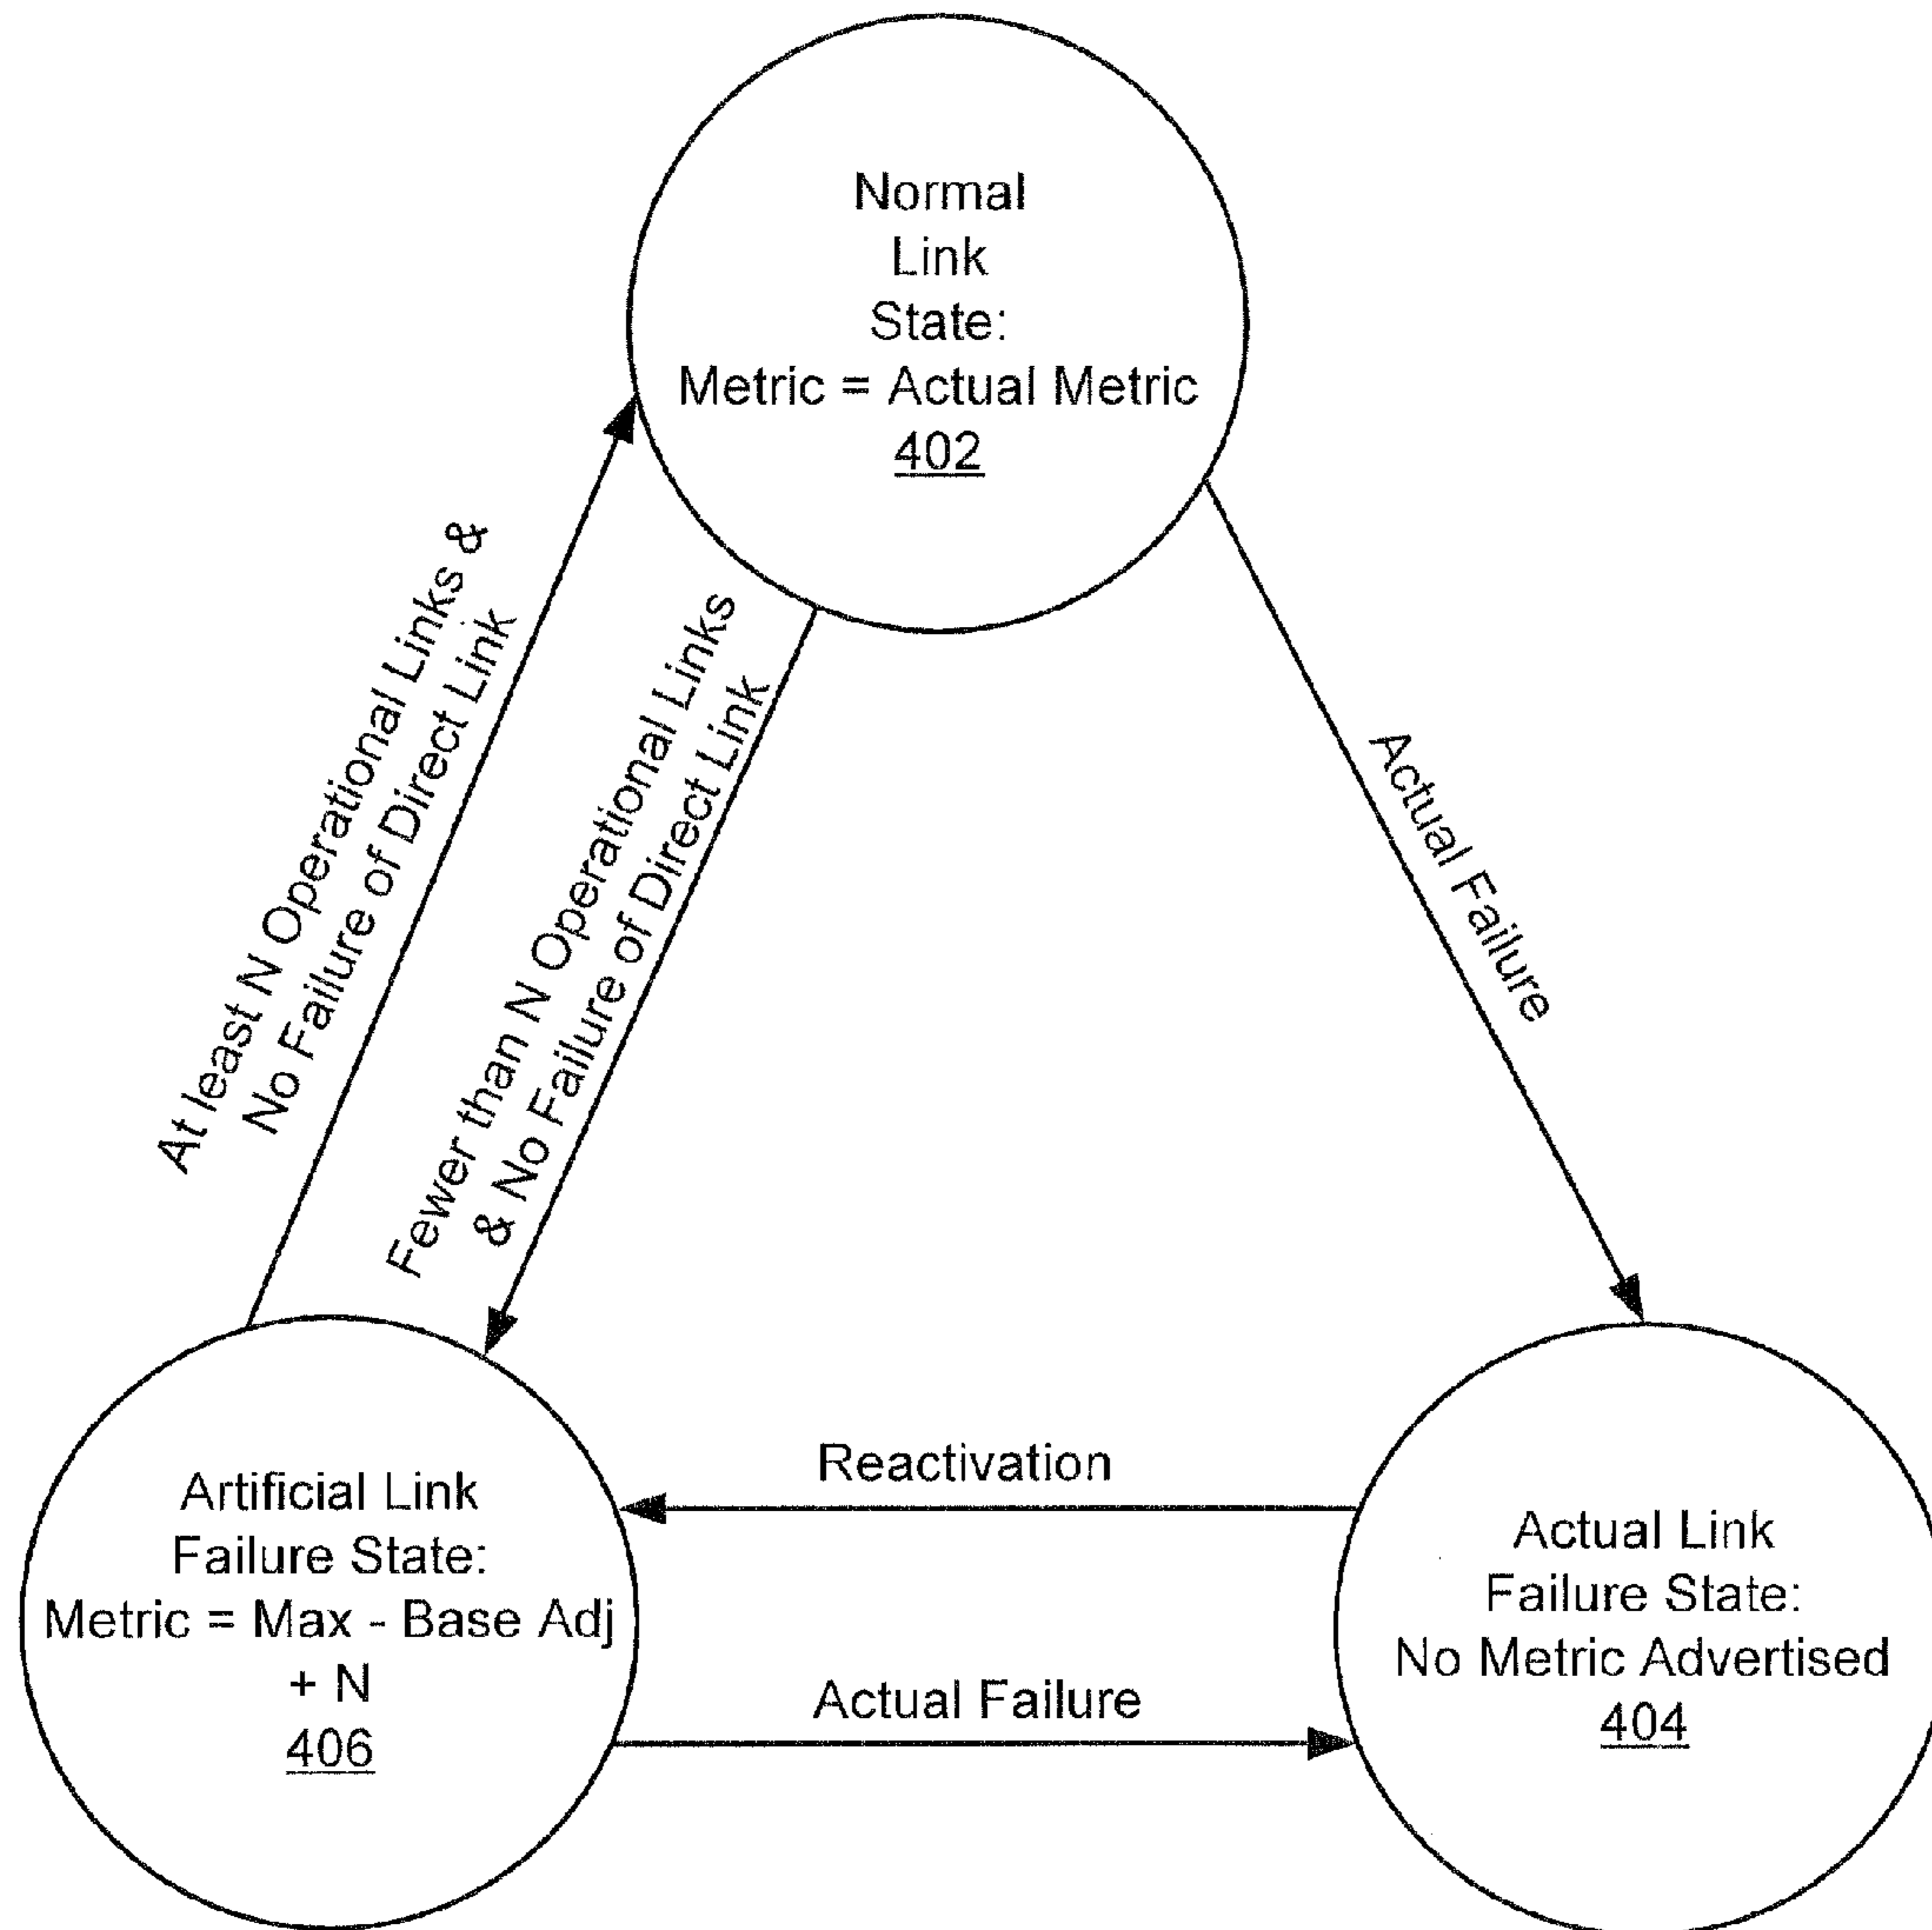 Normal
Link
State:
Metric = Actual Metric
402
At least N Operational Links &
No Failure of Direct Link
Fewer than N Operational Links
& No Failure of Direct Link
Actual Failure
Reactivation
Actual Failure
Artificial Link
Failure State:
Metric = Max - Base Adj
+ N
406
Actual Link
Failure State:
No Metric Advertised
404